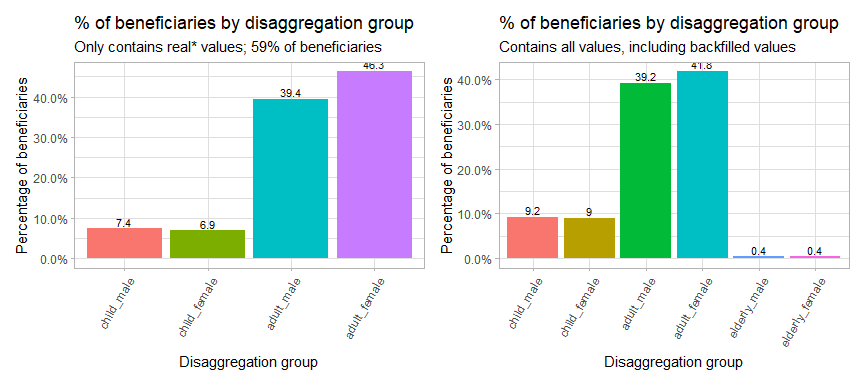 % of beneficiaries by disaggregation group
Only contains real* values; 59% of beneficiaries
Percentage of beneficiaries
40.0%
30.0%
20.0%
10.0%
0.0%
7.4
6.9
39.4
46.3
child_male
child_female
adult_male
adult_female
Disaggregation group
% of beneficiaries by disaggregation group
Contains all values, including backfilled values
Percentage of beneficiaries
40.0%
30.0%
20.0%
10.0%
0.0%
9.2
9
39.2
41.8
0.4
0.4
child_male
child_female
adult_male
adult_female
elderly_male
elderly_female
Disaggregation group